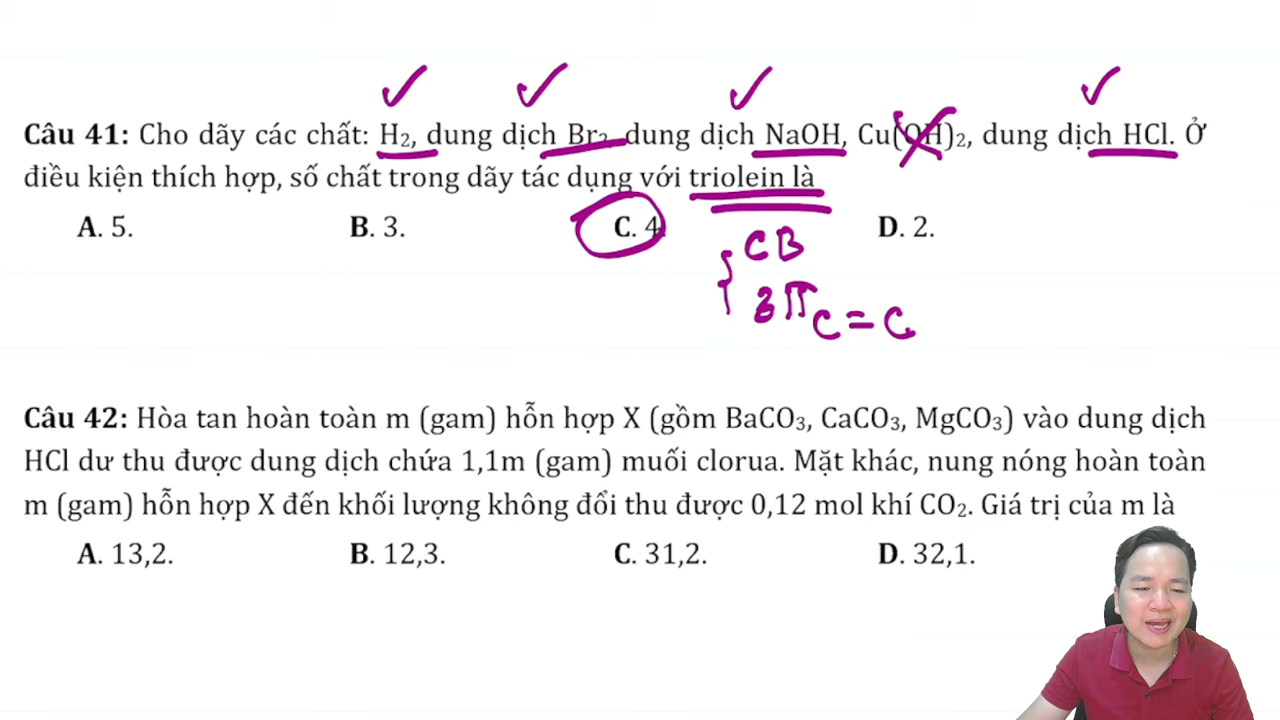 Câu 41: Cho dãy các chất: H₂, dung dịch Br₂, dung dịch NaOH, Cu(OH)₂, dung dịch HCl. Ở
điều kiện thích hợp, số chất trong dãy tác dụng với triolein là
A. 5. B. 3. C. 4. D. 2.
CB
3π C=C
Câu 42: Hòa tan hoàn toàn m (gam) hỗn hợp X (gồm BaCO₃, CaCO₃, MgCO₃) vào dung dịch
HCl dư thu được dung dịch chứa 1,1m (gam) muối clorua. Mặt khác, nung nóng hoàn toàn
m (gam) hỗn hợp X đến khối lượng không đổi thu được 0,12 mol khí CO₂. Giá trị của m là
A. 13,2. B. 12,3. C. 31,2. D. 32,1.